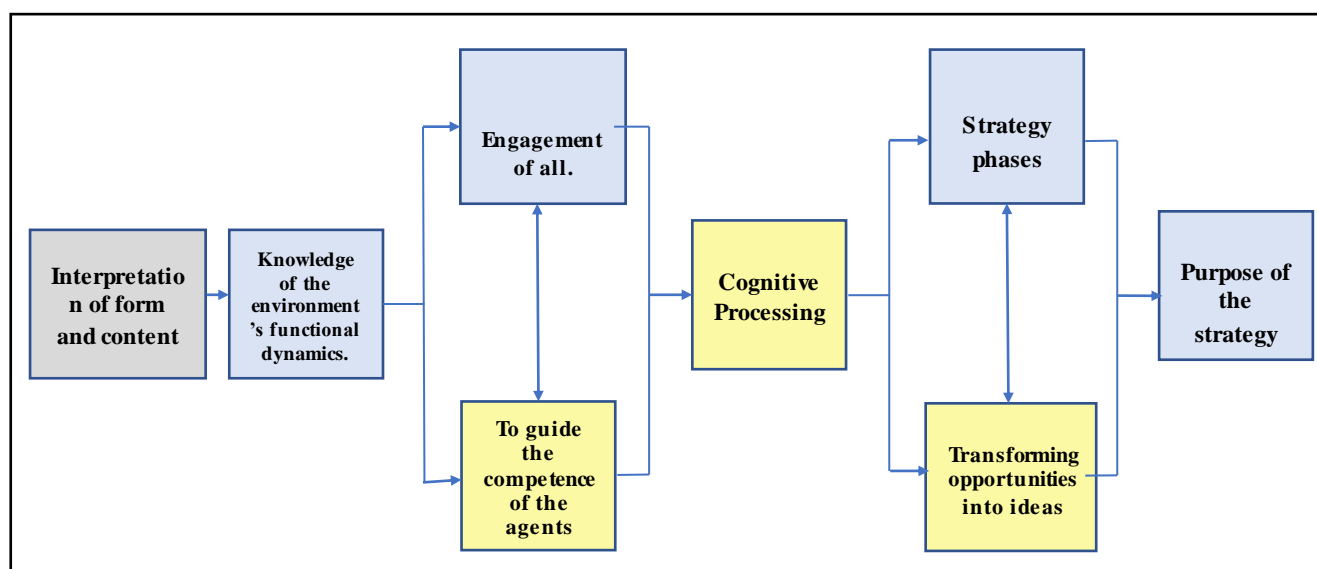 Interpretatio
n of form
and content
Knowledge
of the
environment
’s functional
dynamics.
Engagement
of all.
To guide
the
competence
of the
agents
Cognitive
Processing
Strategy
phases
Transforming
opportunities
into ideas
Purpose of
the
strategy